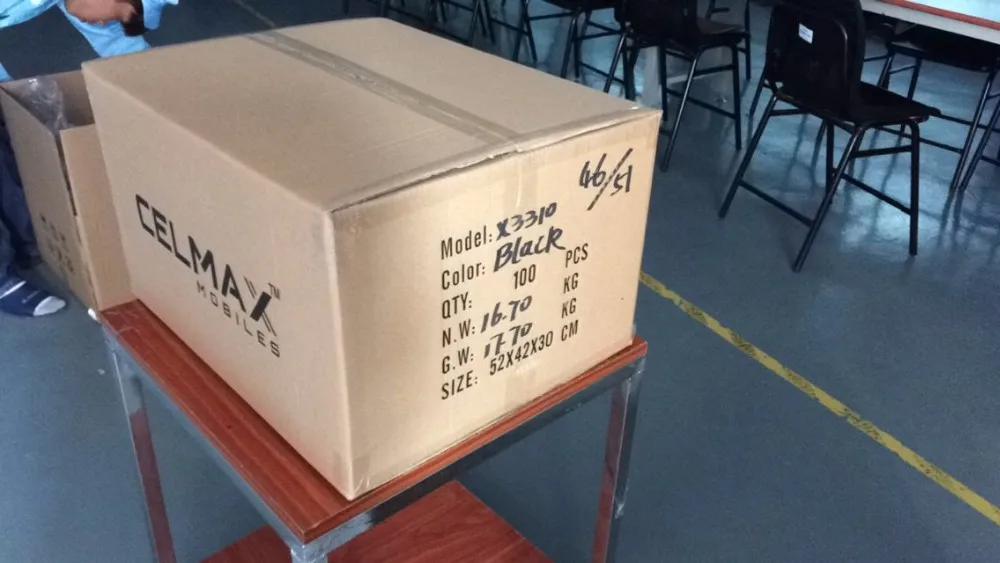 CELMAX™
MOBILES
46/51
Model: X3310
Color: Black
QTY: 100 PCS
N.W: 16.70 KG
G.W: 17.70 KG
SIZE: 52X42X30 CM